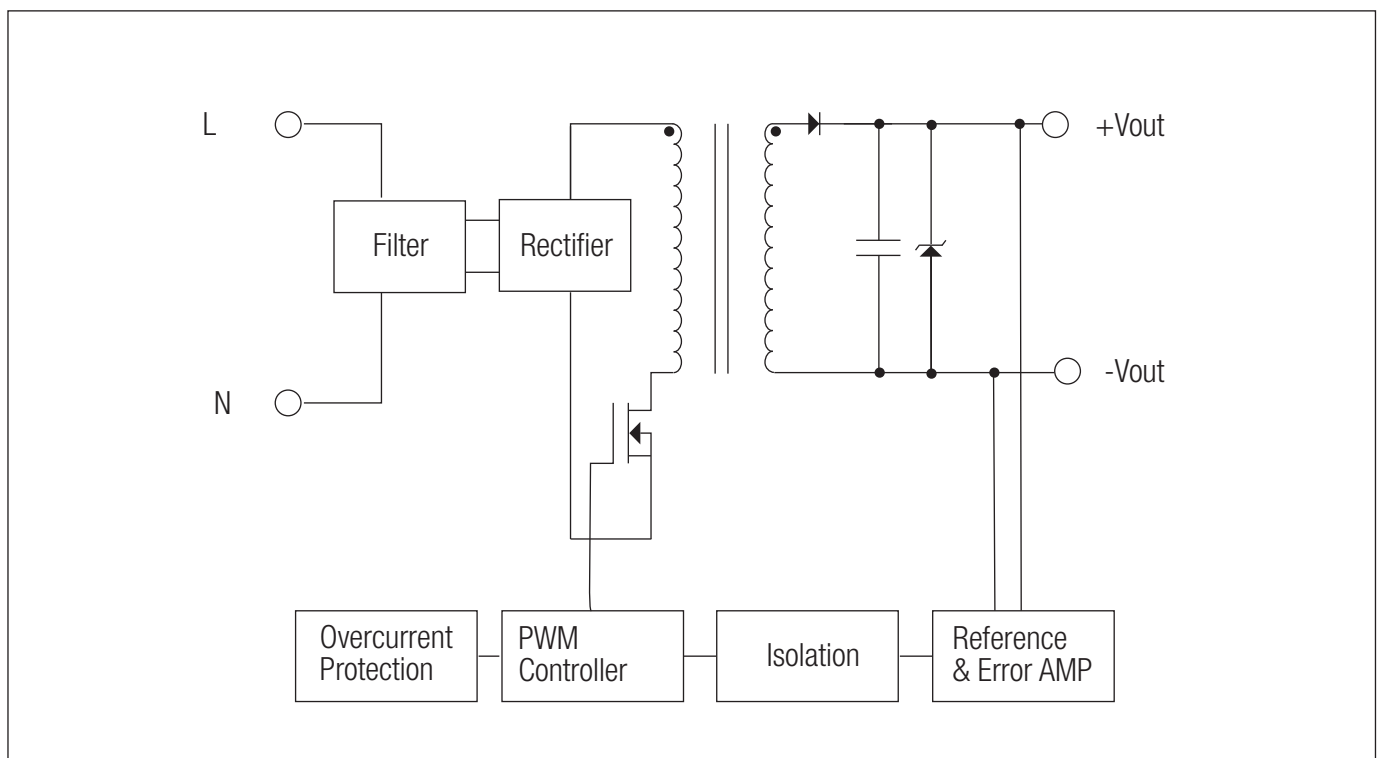 L
+Vout
Filter
Rectifier
-Vout
N
Overcurrent
Protection
PWM
Controller
Isolation
Reference
& Error AMP